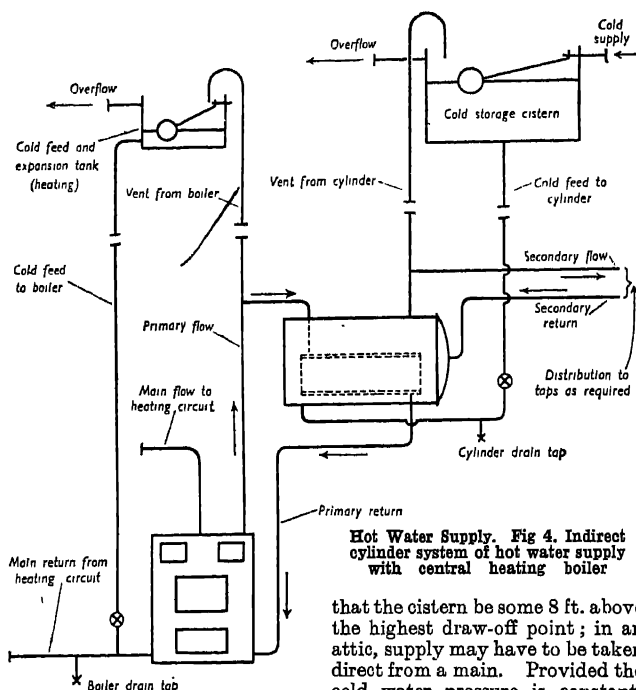 Cold
supply
Overflow
Overflow
Cold storage cistern
Cold feed and
expansion tank
(heating)
Vent from boiler
Vent from cylinder
Cold feed to
cylinder
Secondary flow
Cold feed
to boiler
Secondary
return
Primary flow
Distribution to
taps as required
Main flow to
heating circuit
Cylinder drain tap
Primary return
Hot Water Supply. Fig 4. Indirect
cylinder system of hot water supply
with central heating boiler
Main return from
heating circuit
Boiler drain tap
that the cistern be some 8 ft. above
the highest draw-off point ; in an
attic, supply may have to be taken
direct from a main. Provided the
cold water pressure is constant